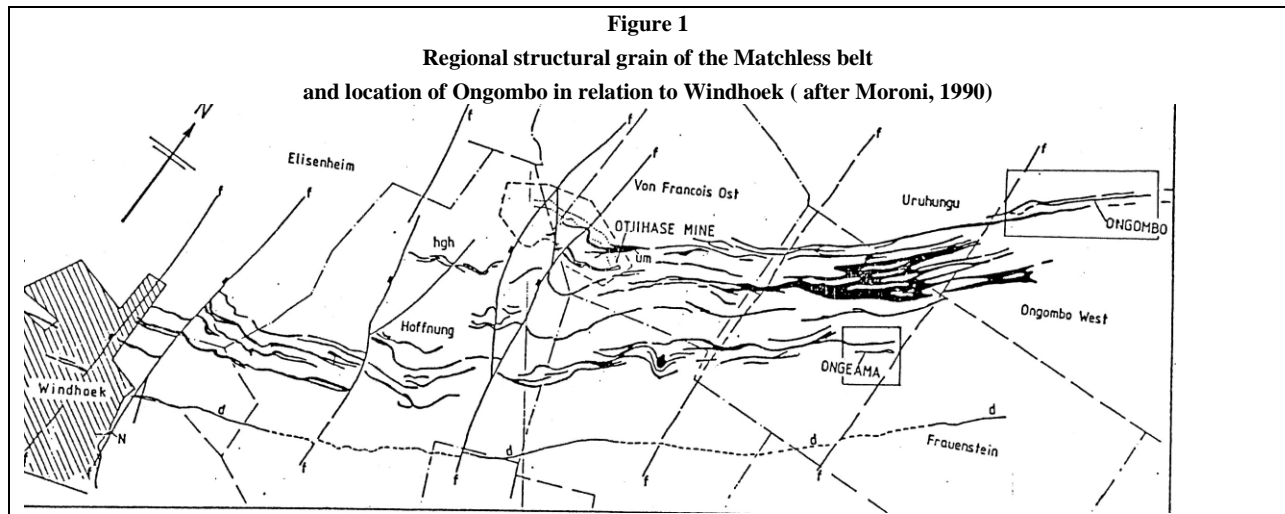 Figure 1
Regional structural grain of the Matchless belt
and location of Ongombo in relation to Windhoek ( after Moroni, 1990)
N
f
f
f
f
f
f
f
Elisenheim
Von Francois Ost
Uruhungu
OTJIHASE MINE
ONGOMBO
hgh
um
Hoffnung
Ongombo West
ONGEAMA
Windhoek
d
d
d
d
N
Frauenstein
f
f
f
f
f
f